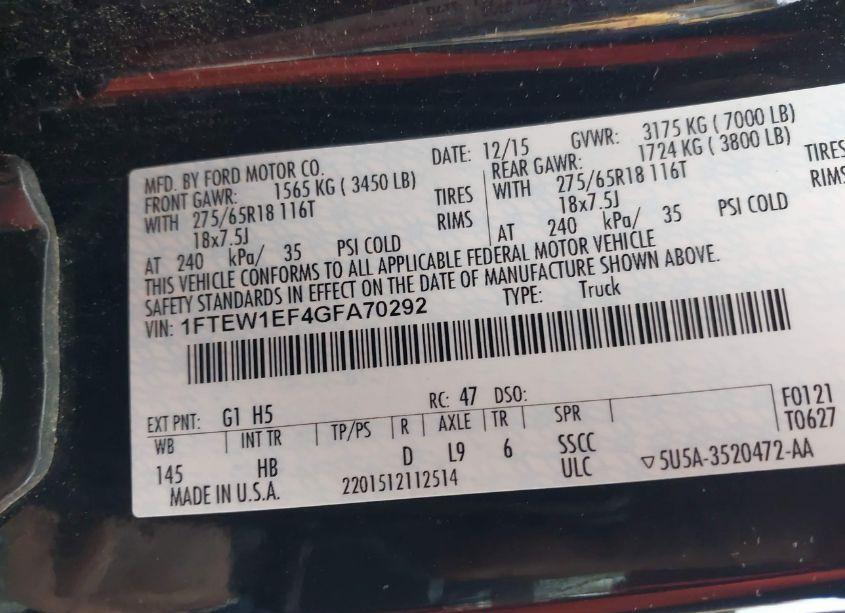 MFD. BY FORD MOTOR CO. DATE: 12/15 GVWR: 3175 KG ( 7000 LB)
FRONT GAWR: 1565 KG ( 3450 LB) REAR GAWR: 1724 KG ( 3800 LB)
WITH 275/65R18 116T TIRES WITH 275/65R18 116T TIRES
18x7.5J RIMS 18x7.5J RIMS
AT 240 kPa/ 35 PSI COLD AT 240 kPa/ 35 PSI COLD
THIS VEHICLE CONFORMS TO ALL APPLICABLE FEDERAL MOTOR VEHICLE
SAFETY STANDARDS IN EFFECT ON THE DATE OF MANUFACTURE SHOWN ABOVE.
VIN: 1FTEW1EF4GFA70292 TYPE: Truck
EXT PNT: G1 H5 RC: 47 DSO: F0121
WB INT TR TP/PS R AXLE TR SPR T0627
145 HB D L9 6 SSCC
ULC ▽5U5A-3520472-AA
MADE IN U.S.A. 2201512112514